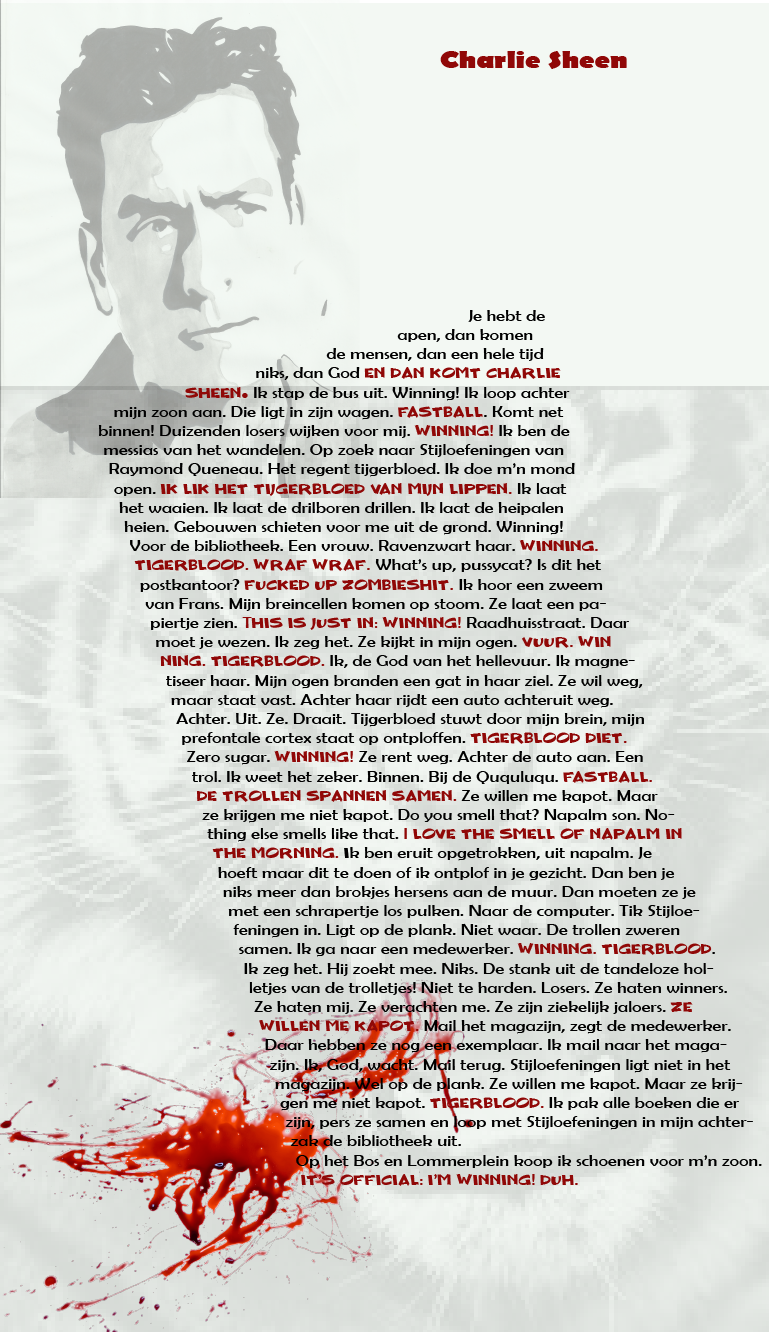 Charlie Sheen
Je hebt de
apen, dan komen
de mensen, dan een hele tijd
niks, dan God EN DAN KOMT CHARLIE
SHEEN. Ik stap de bus uit. Winning! Ik loop achter
mijn zoon aan. Die ligt in zijn wagen. FASTBALL. Komt net
binnen! Duizenden losers wijken voor mij. WINNING! Ik ben de
messias van het wandelen. Op zoek naar Stijloefeningen van
Raymond Queneau. Het regent tijgerbloed. Ik doe m'n mond
open. IK LIK HET TIJGERBLOED VAN MIJN LIPPEN. Ik laat
het waaien. Ik laat de drilboren drillen. Ik laat de heipalen
heien. Gebouwen schieten voor me uit de grond. Winning!
Voor de bibliotheek. Een vrouw. Ravenzwart haar. WINNING.
TIGERBLOOD. WRAF WRAF. What's up, pussycat? Is dit het
postkantoor? FUCKED UP ZOMBIESHIT. Ik hoor een zweem
van Frans. Mijn breincellen komen op stoom. Ze laat een pa-
piertje zien. THIS IS JUST IN: WINNING! Raadhuisstraat. Daar
moet je wezen. Ik zeg het. Ze kijkt in mijn ogen. VUUR. WIN
NING. TIGERBLOOD. Ik, de God van het hellevuur. Ik magne-
tiseer haar. Mijn ogen branden een gat in haar ziel. Ze wil weg,
maar staat vast. Achter haar rijdt een auto achteruit weg.
Achter. Uit. Ze. Draait. Tijgerbloed stuwt door mijn brein, mijn
prefontale cortex staat op ontploffen. TIGERBLOOD DIET.
Zero sugar. WINNING! Ze rent weg. Achter de auto aan. Een
trol. Ik weet het zeker. Binnen. Bij de Ququluqu. FASTBALL.
DE TROLLEN SPANNEN SAMEN. Ze willen me kapot. Maar
ze krijgen me niet kapot. Do you smell that? Napalm son. No-
thing else smells like that. I LOVE THE SMELL OF NAPALM IN
THE MORNING. Ik ben eruit opgetrokken, uit napalm. Je
hoeft maar dit te doen of ik ontplof in je gezicht. Dan ben je
niks meer dan brokjes hersens aan de muur. Dan moeten ze je
met een schrapertje los pulken. Naar de computer. Tik Stijloe-
feningen in. Ligt op de plank. Niet waar. De trollen zweren
samen. Ik ga naar een medewerker. WINNING. TIGERBLOOD.
Ik zeg het. Hij zoekt mee. Niks. De stank uit de tandeloze hol-
letjes van de trolletjes! Niet te harden. Losers. Ze haten winners.
Ze haten mij. Ze verachten me. Ze zijn ziekelijk jaloers. ZE
WILLEN ME KAPOT. Mail het magazijn, zegt de medewerker.
Daar hebben ze nog een exemplaar. Ik mail naar het maga-
zijn. Ik, God, wacht. Mail terug. Stijloefeningen ligt niet in het
magazijn. Wel op de plank. Ze willen me kapot. Maar ze krij-
gen me niet kapot. TIGERBLOOD. Ik pak alle boeken die er
zijn, pers ze samen en loop met Stijloefeningen in mijn achter-
zak de bibliotheek uit.
Op het Bos en Lommerplein koop ik schoenen voor m'n zoon.
IT'S OFFICIAL: I'M WINNING! DUH.